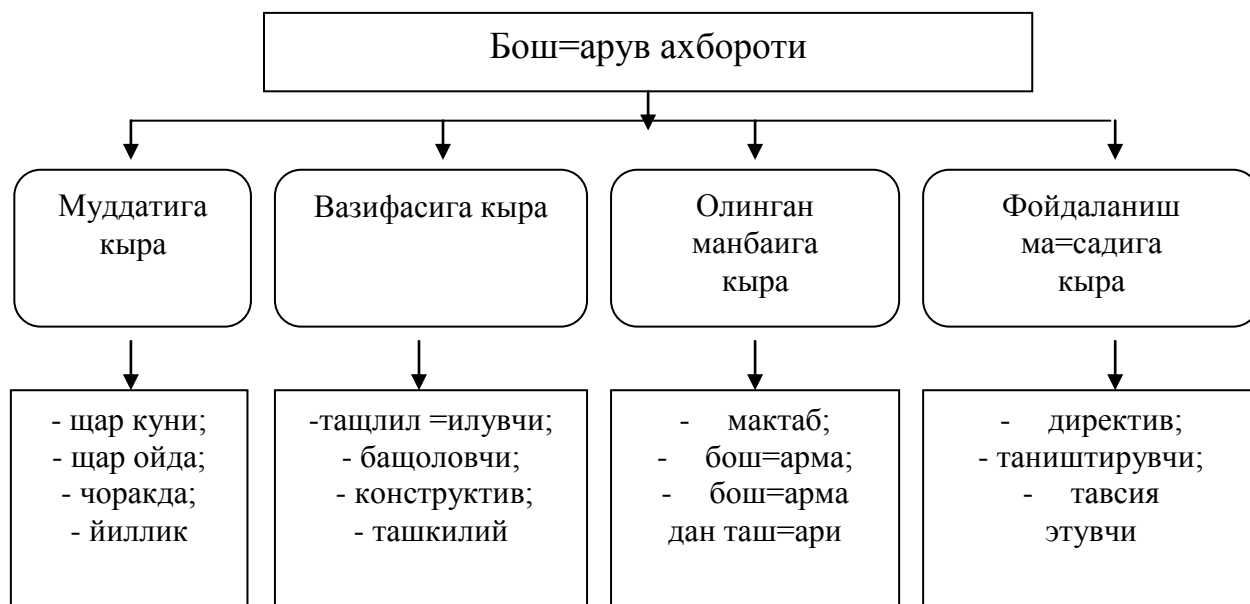 Бош=арув ахбороти
Муддатига
кыра
Вазифасига кыра
Олинган
манбаига
кыра
Фойдаланиш
ма=садига
кыра
- щар куни;
- щар ойда;
- чоракда;
- йиллик
-тащлил =илувчи;
- бащоловчи;
- конструктив;
- ташкилий
- мактаб;
- бош=арма;
- бош=арма
дан таш=ари
- директив;
- таништирувчи;
- тавсия
этувчи